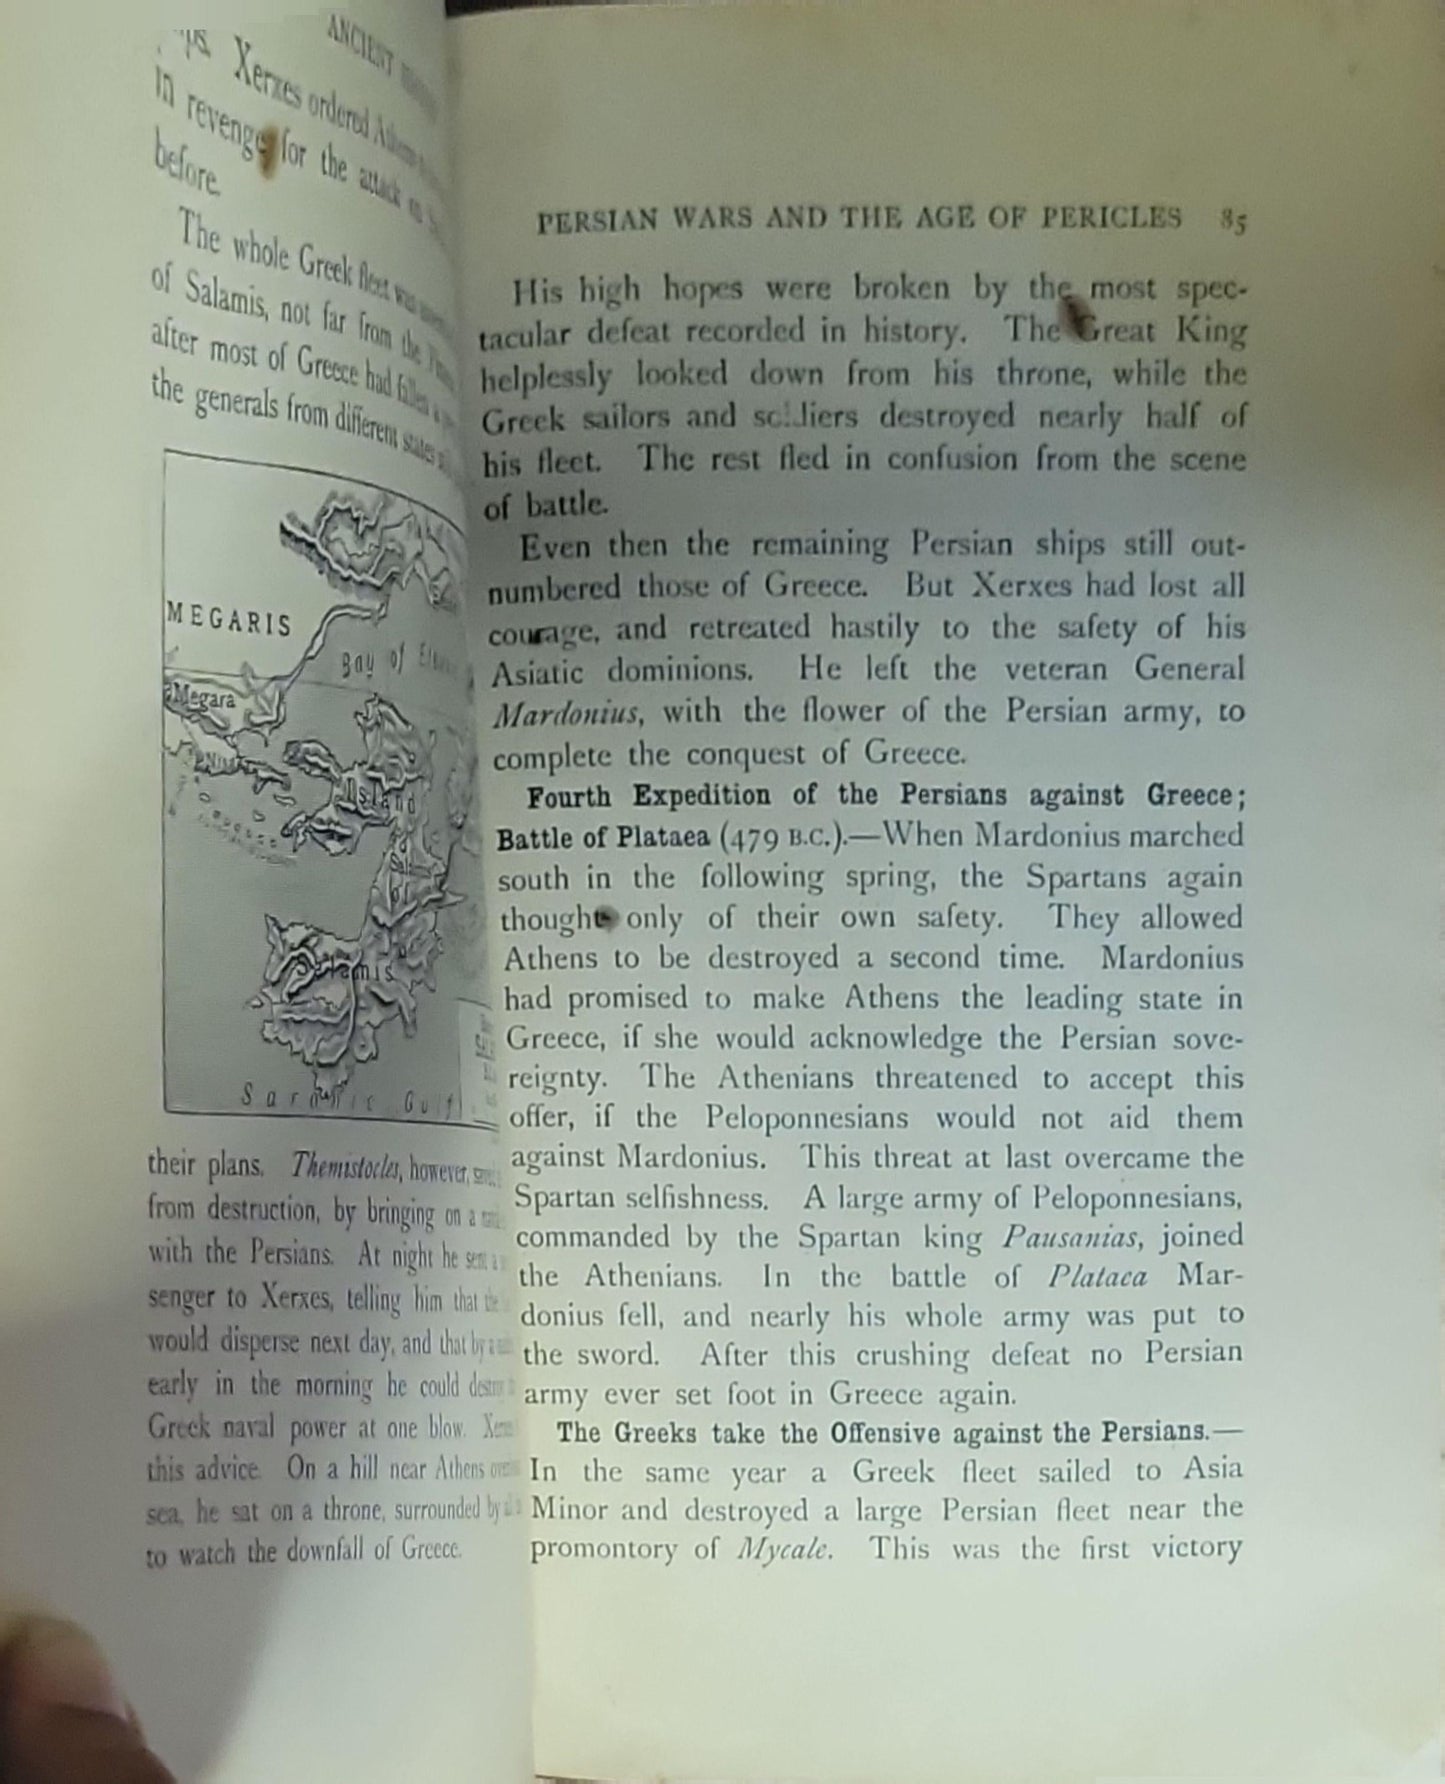 ANCIENT
Xerxes ordered Athens
in revenge for the attack on
before.
The whole Greek fleet was
of Salamis, not far from the
after most of Greece had fallen
the generals from different states
MEGARIS
Bay of
Megara
Island
Salamis
Saronic Gulf
their plans. Themistocles, however,
from destruction, by bringing on a
with the Persians. At night he sent a
senger to Xerxes, telling him that the
would disperse next day, and that by a
early in the morning he could destroy
Greek naval power at one blow.
this advice. On a hill near Athens
sea, he sat on a throne, surrounded by
to watch the downfall of Greece.
PERSIAN WARS AND THE AGE OF PERICLES 85
His high hopes were broken by the most spec-
tacular defeat recorded in history. The Great King
helplessly looked down from his throne, while the
Greek sailors and soldiers destroyed nearly half of
his fleet. The rest fled in confusion from the scene
of battle.
Even then the remaining Persian ships still out-
numbered those of Greece. But Xerxes had lost all
courage, and retreated hastily to the safety of his
Asiatic dominions. He left the veteran General
Mardonius, with the flower of the Persian army, to
complete the conquest of Greece.
Fourth Expedition of the Persians against Greece;
Battle of Plataea (479 B.C.).—When Mardonius marched
south in the following spring, the Spartans again
thought only of their own safety. They allowed
Athens to be destroyed a second time. Mardonius
had promised to make Athens the leading state in
Greece, if she would acknowledge the Persian sove-
reignty. The Athenians threatened to accept this
offer, if the Peloponnesians would not aid them
against Mardonius. This threat at last overcame the
Spartan selfishness. A large army of Peloponnesians,
commanded by the Spartan king Pausanias, joined
the Athenians. In the battle of Plataea Mar-
donius fell, and nearly his whole army was put to
the sword. After this crushing defeat no Persian
army ever set foot in Greece again.
The Greeks take the Offensive against the Persians.—
In the same year a Greek fleet sailed to Asia
Minor and destroyed a large Persian fleet near the
promontory of Mycale. This was the first victory